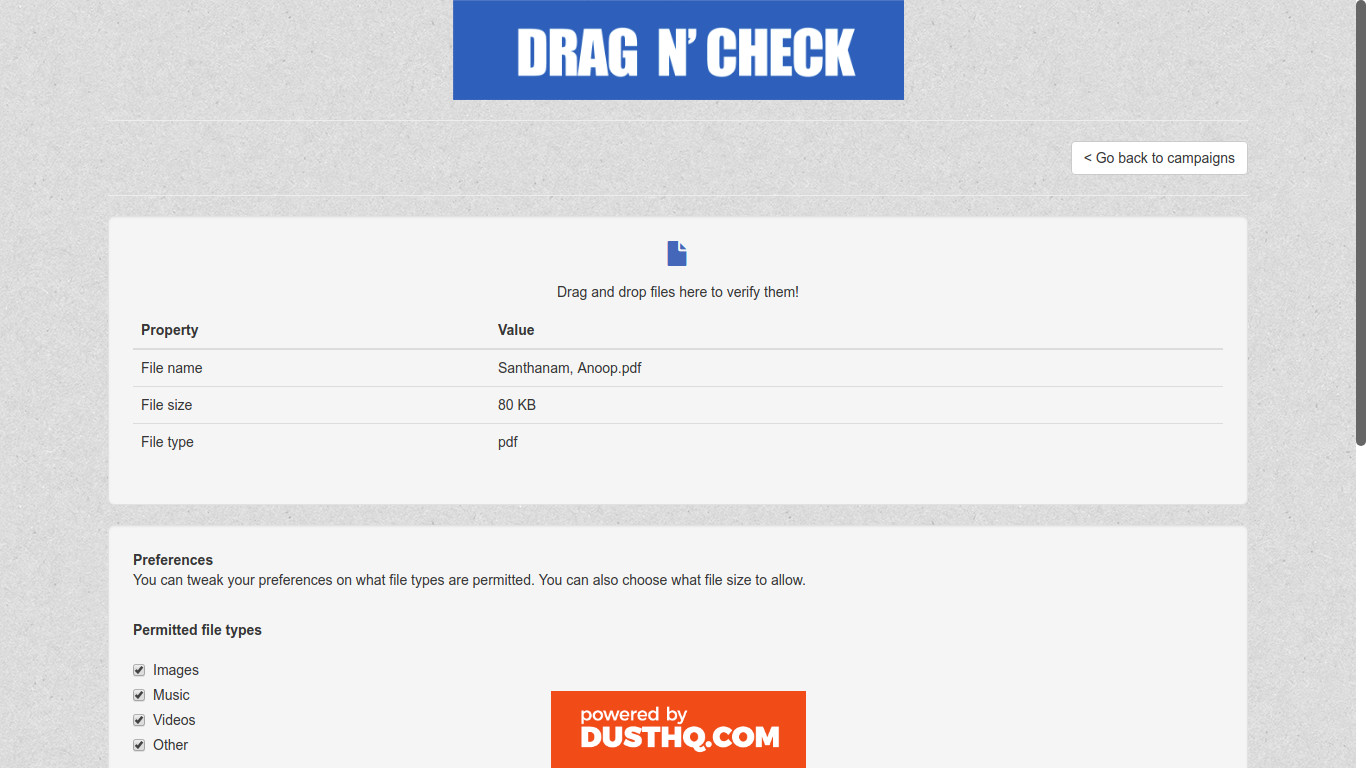 DRAG N' CHECK
< Go back to campaigns
Drag and drop files here to verify them!
Property Value
File name Santhanam, Anoop.pdf
File size 80 KB
File type pdf
Preferences
You can tweak your preferences on what file types are permitted. You can also choose what file size to allow.
Permitted file types
Images
Music
Videos
Other
powered by
DUSTHQ.COM